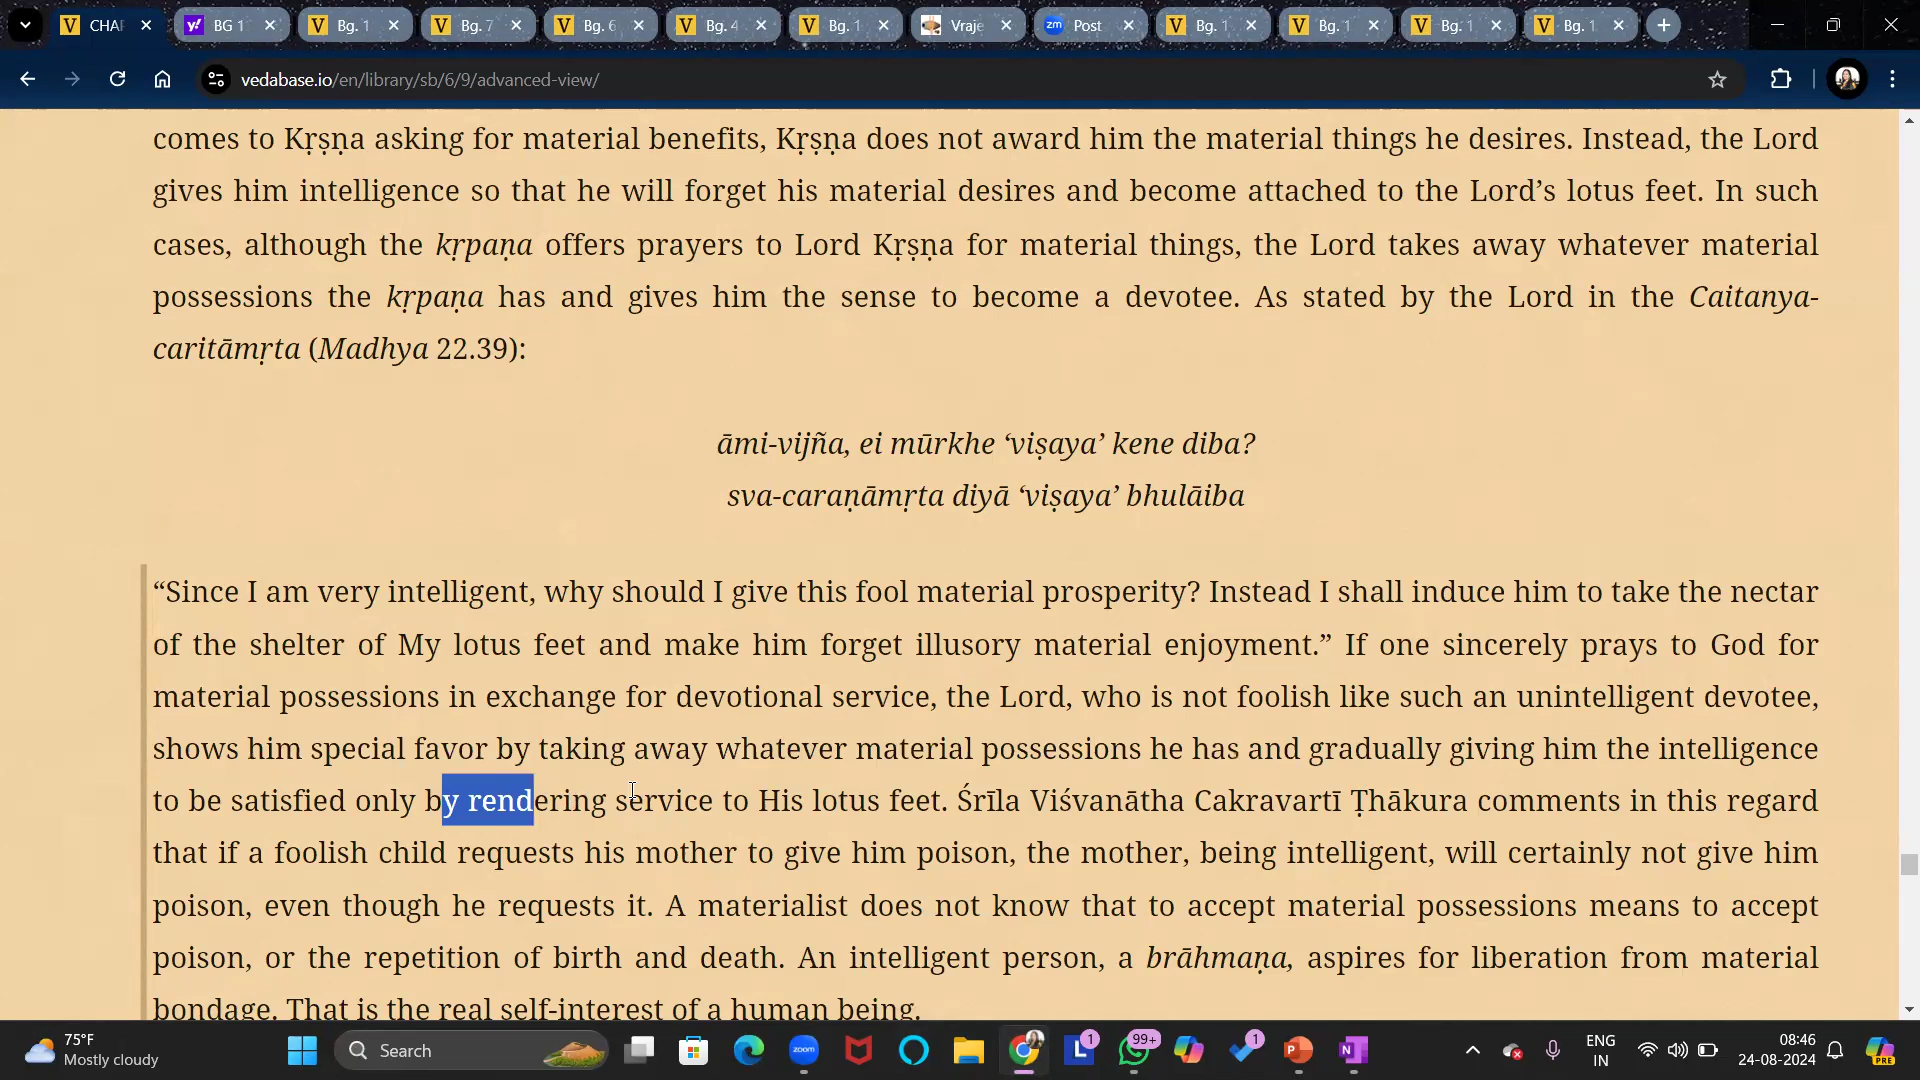 CHAP
BG 1
Bg. 1
Bg. 7
Bg. 6
Bg. 4
Bg. 1
Vraje
Post
Bg. 1
Bg. 1
Bg. 1
Bg. 1
vedabase.io/en/library/sb/6/9/advanced-view/
comes to Kṛṣṇa asking for material benefits, Kṛṣṇa does not award him the material things he desires. Instead, the Lord
gives him intelligence so that he will forget his material desires and become attached to the Lord’s lotus feet. In such
cases, although the kṛpaṇa offers prayers to Lord Kṛṣṇa for material things, the Lord takes away whatever material
possessions the kṛpaṇa has and gives him the sense to become a devotee. As stated by the Lord in the Caitanya-
caritāmṛta (Madhya 22.39):
āmi-vijña, ei mūrkhe ‘viṣaya’ kene diba?
sva-caraṇāmṛta diyā ‘viṣaya’ bhulāiba
“Since I am very intelligent, why should I give this fool material prosperity? Instead I shall induce him to take the nectar
of the shelter of My lotus feet and make him forget illusory material enjoyment.” If one sincerely prays to God for
material possessions in exchange for devotional service, the Lord, who is not foolish like such an unintelligent devotee,
shows him special favor by taking away whatever material possessions he has and gradually giving him the intelligence
to be satisfied only by rendering service to His lotus feet. Śrīla Viśvanātha Cakravartī Ṭhākura comments in this regard
that if a foolish child requests his mother to give him poison, the mother, being intelligent, will certainly not give him
poison, even though he requests it. A materialist does not know that to accept material possessions means to accept
poison, or the repetition of birth and death. An intelligent person, a brāhmaṇa, aspires for liberation from material
bondage. That is the real self-interest of a human being.
75°F
Mostly cloudy
Search
1
99+
1
ENG
IN
08:46
24-08-2024
PRE